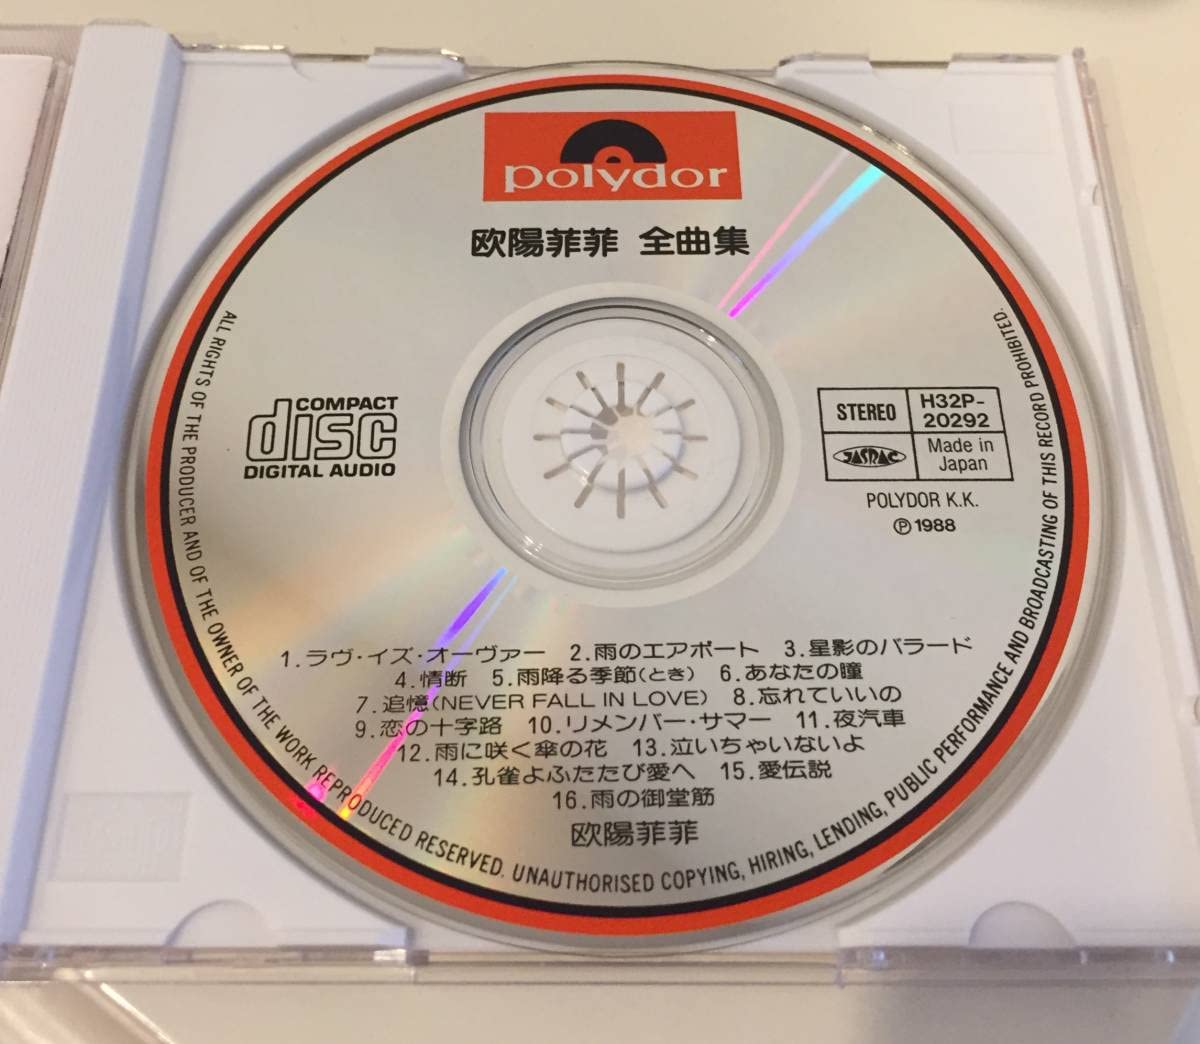 polydor
欧陽菲菲 全曲集
COMPACT
disc
DIGITAL AUDIO
STEREO
H32P-
20292
JASRAC
Made in
Japan
POLYDOR K.K.
Ⓟ1988
1.ラヴ・イズ・オーヴァー 2.雨のエアポート 3.星影のバラード
4.情断 5.雨降る季節(とき) 6.あなたの瞳
7.追憶(NEVER FALL IN LOVE) 8.忘れていいの
9.恋の十字路 10.リメンバー・サマー 11.夜汽車
12.雨に咲く傘の花 13.泣いちゃいないよ
14.孔雀よふたたび愛へ 15.愛伝説
16.雨の御堂筋
欧陽菲菲
ALL RIGHTS OF THE PRODUCER AND OF THE OWNER OF THE WORK REPRODUCED RESERVED. UNAUTHORISED COPYING, HIRING, LENDING, PUBLIC PERFORMANCE AND BROADCASTING OF THIS RECORD PROHIBITED.